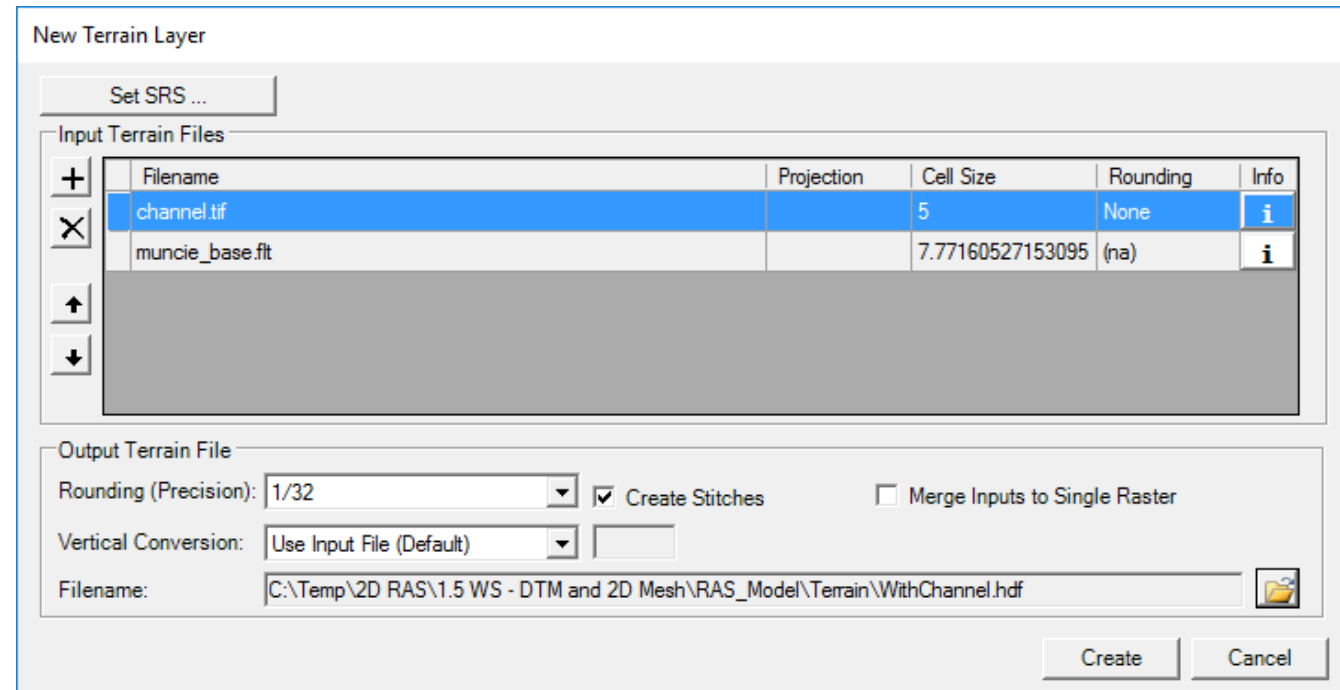 New Terrain Layer
Set SRS ...
Input Terrain Files
Filename Projection Cell Size Rounding Info
channel.tif 5 None i
muncie_base.flt 7.77160527153095 (na) i
Output Terrain File
Rounding (Precision): 1/32 Create Stitches Merge Inputs to Single Raster
Vertical Conversion: Use Input File (Default)
Filename: C:\Temp\2D RAS\1.5 WS - DTM and 2D Mesh\RAS_Model\Terrain\WithChannel.hdf
Create Cancel